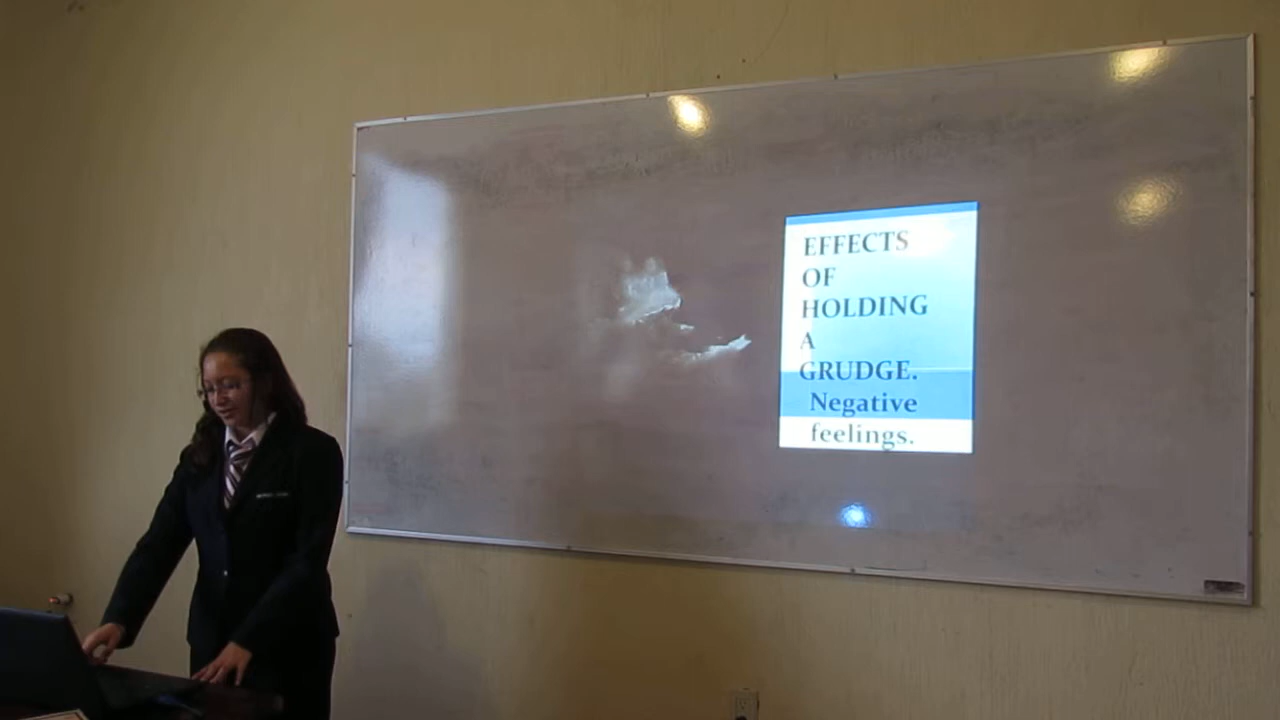 EFFECTS
OF
HOLDING
A
GRUDGE.
Negative
feelings.